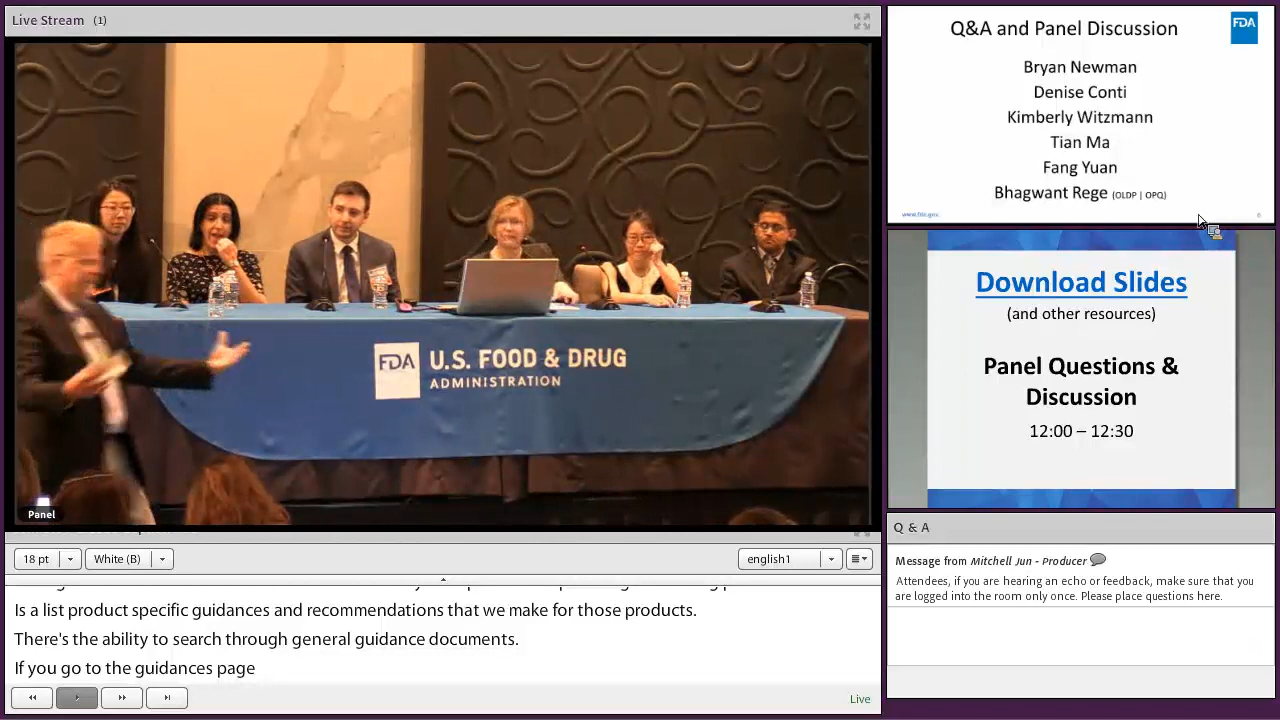 Live Stream (1)
FDA U.S. FOOD & DRUG
ADMINISTRATION
Panel
18 pt
White (B)
english1
Is a list product specific guidances and recommendations that we make for those products.
There's the ability to search through general guidance documents.
If you go to the guidances page
Live
Q&A and Panel Discussion
FDA
Bryan Newman
Denise Conti
Kimberly Witzmann
Tian Ma
Fang Yuan
Bhagwant Rege (OLDP | OPQ)
www.fda.gov
6
Download Slides
(and other resources)
Panel Questions &
Discussion
12:00 – 12:30
Q & A
Message from Mitchell Jun - Producer
Attendees, if you are hearing an echo or feedback, make sure that you
are logged into the room only once. Please place questions here.